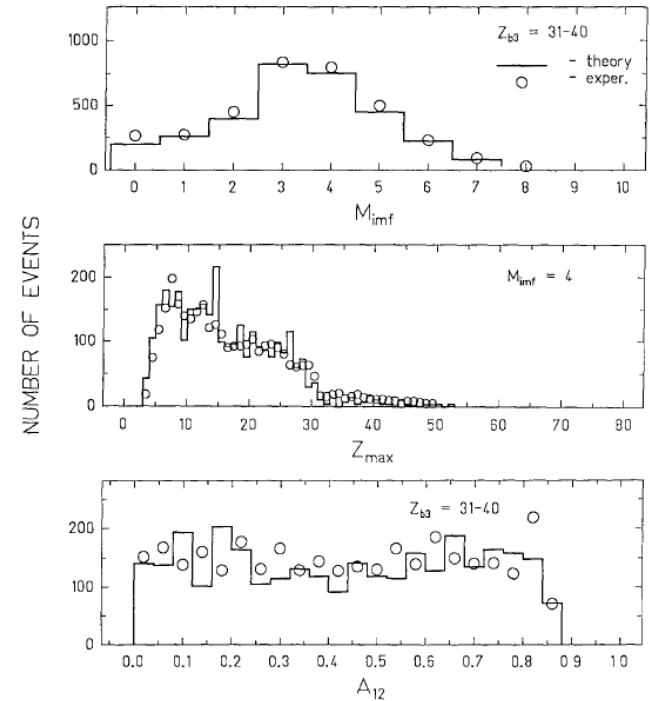 1000
500
0
Z_b3 = 31-40
- theory
- exper.
0 1 2 3 4 5 6 7 8 9 10
M_imf
NUMBER OF EVENTS
200
100
0
M_imf = 4
0 10 20 30 40 50 60 70 80
Z_max
200
100
0
Z_b3 = 31-40
0.0 0.1 0.2 0.3 0.4 0.5 0.6 0.7 0.8 0 9 1 0
A_12